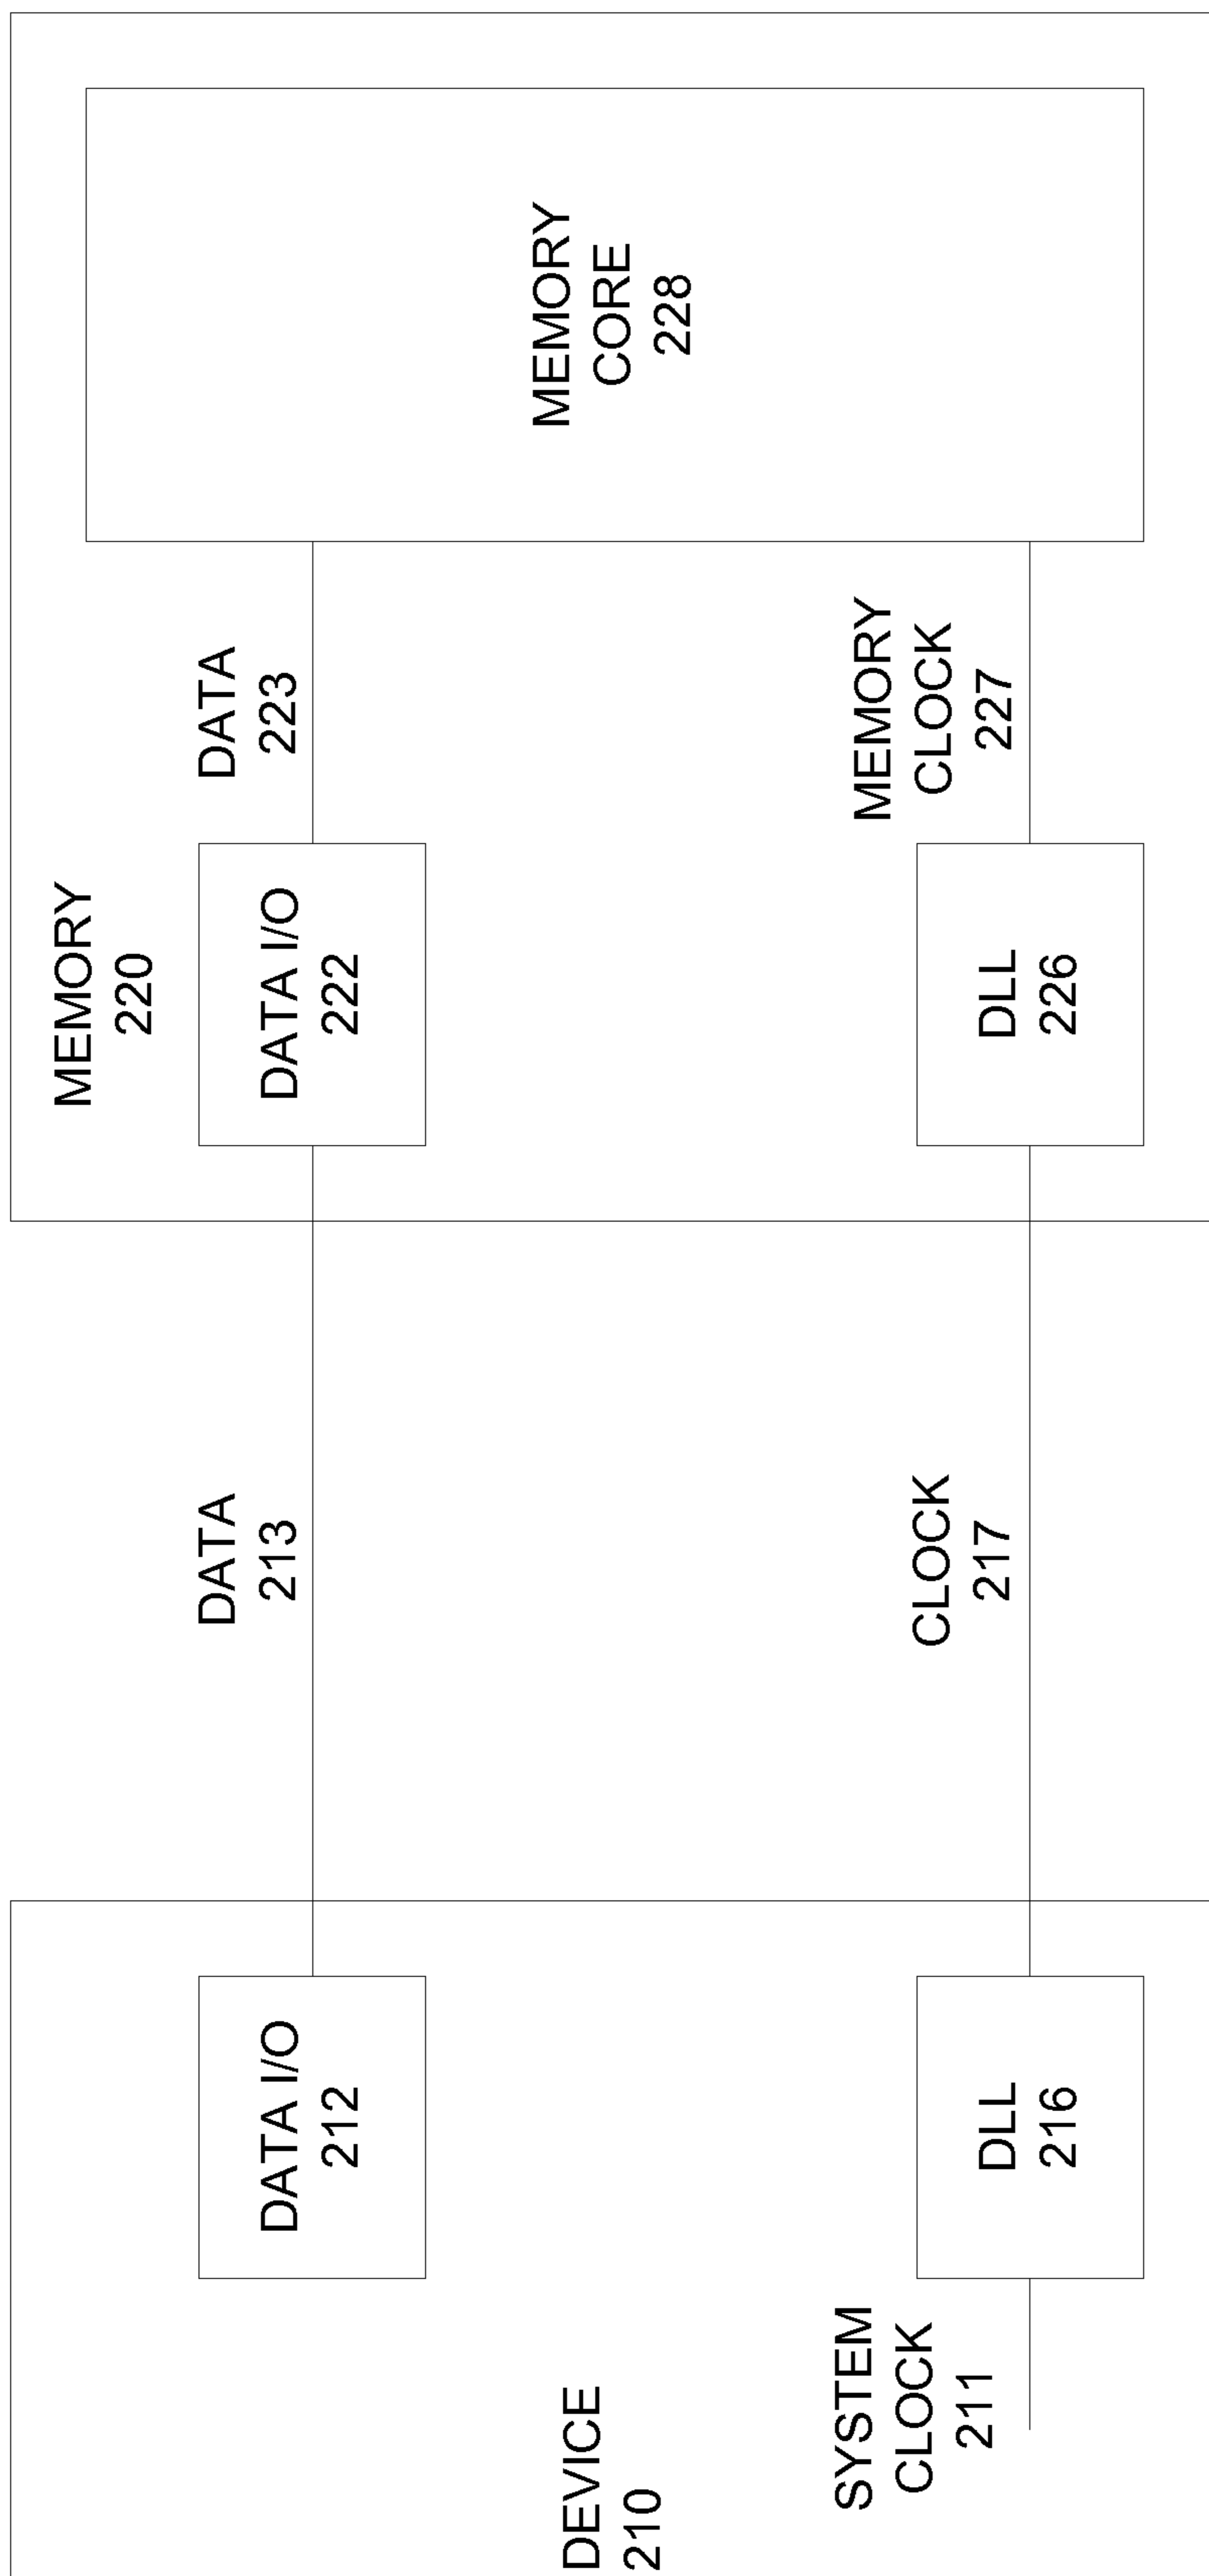 DEVICE
210
SYSTEM
CLOCK
211
DATA I/O
212
DLL
216
DATA
213
CLOCK
217
MEMORY
220
DATA I/O
222
DLL
226
DATA
223
MEMORY
CLOCK
227
MEMORY
CORE
228